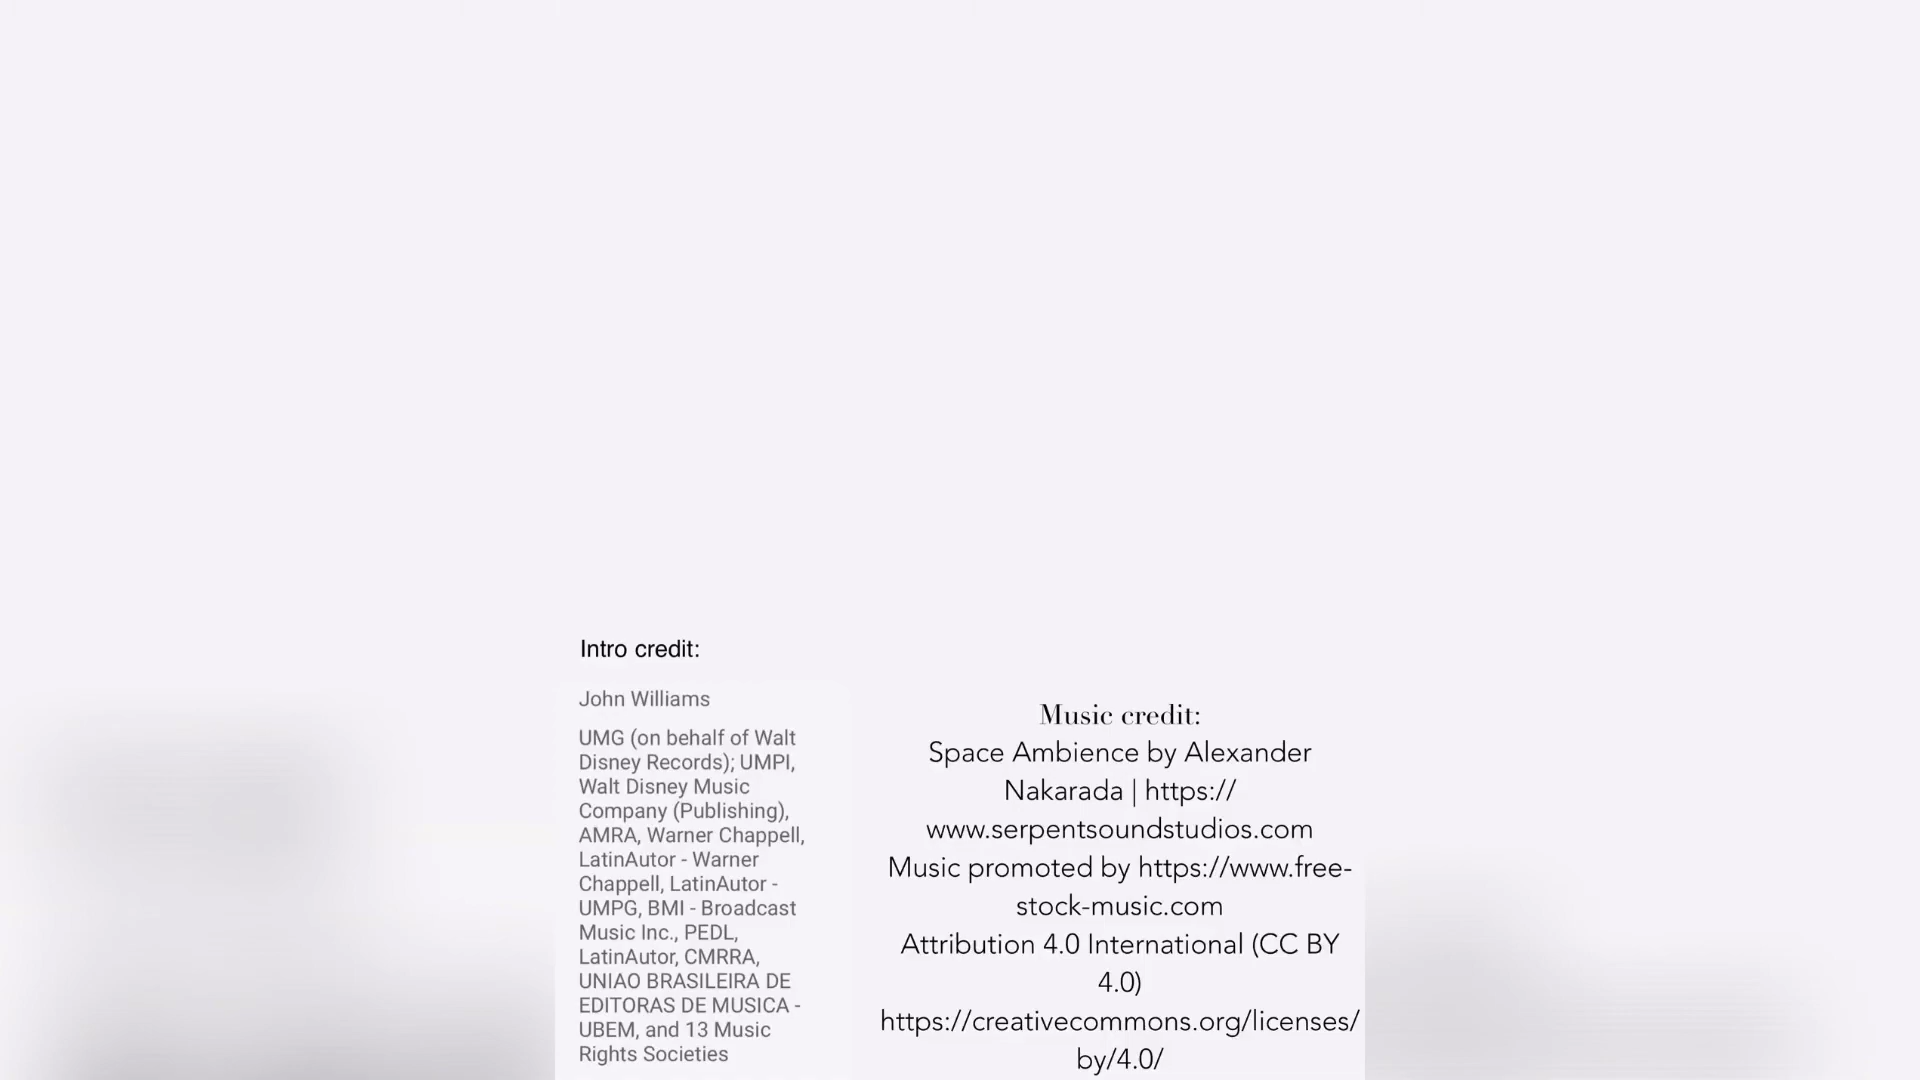 Intro credit:
John Williams
UMG (on behalf of Walt
Disney Records); UMPI,
Walt Disney Music
Company (Publishing),
AMRA, Warner Chappell,
LatinAutor - Warner
Chappell, LatinAutor -
UMPG, BMI - Broadcast
Music Inc., PEDL,
LatinAutor, CMRRA,
UNIAO BRASILEIRA DE
EDITORAS DE MUSICA -
UBEM, and 13 Music
Rights Societies
Music credit:
Space Ambience by Alexander
Nakarada | https://
www.serpentsoundstudios.com
Music promoted by https://www.free-
stock-music.com
Attribution 4.0 International (CC BY
4.0)
https://creativecommons.org/licenses/
by/4.0/